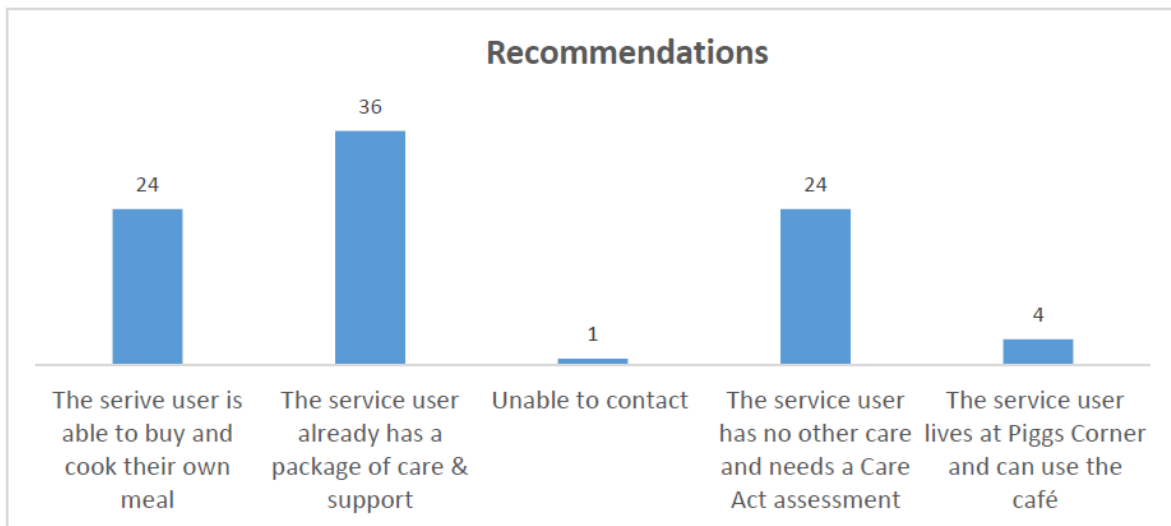 Recommendations
24
36
1
24
4
The serive user is
able to buy and
cook their own
meal
The service user
already has a
package of care &
support
Unable to contact
The service user
has no other care
and needs a Care
Act assessment
The service user
lives at Piggs Corner
and can use the
café